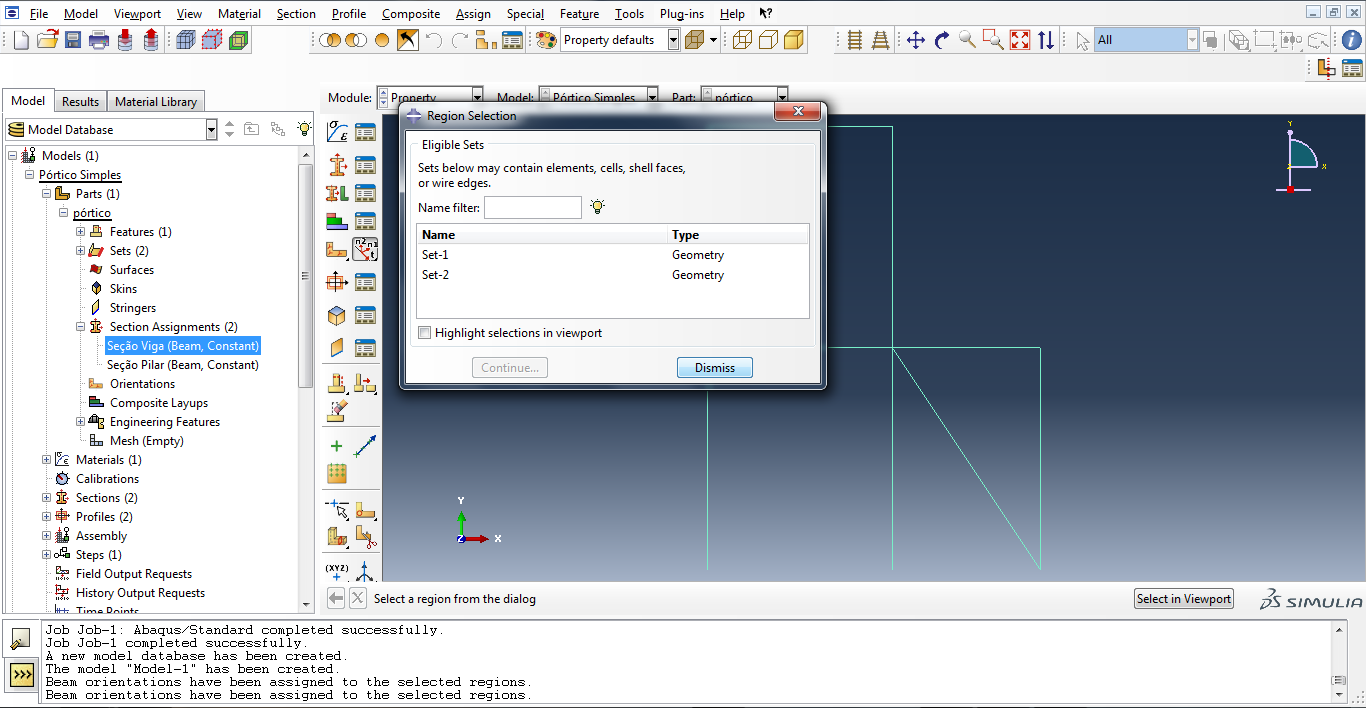 File Model Viewport View Material Section Profile Composite Assign Special Feature Tools Plug-ins Help
Property defaults All
Model Results Material Library
Module: Property Model: Pórtico Simples Part: pórtico
Model Database
Models (1)
Pórtico Simples
Parts (1)
pórtico
Features (1)
Sets (2)
Surfaces
Skins
Stringers
Section Assignments (2)
Seção Viga (Beam, Constant)
Seção Pilar (Beam, Constant)
Orientations
Composite Layups
Engineering Features
Mesh (Empty)
Materials (1)
Calibrations
Sections (2)
Profiles (2)
Assembly
Steps (1)
Field Output Requests
History Output Requests
Time Points
(XYZ)
Region Selection
Eligible Sets
Sets below may contain elements, cells, shell faces,
or wire edges.
Name filter:
Name Type
Set-1 Geometry
Set-2 Geometry
Highlight selections in viewport
Continue... Dismiss
Y
X
Y
Z X
Select a region from the dialog
Select in Viewport
SIMULIA
Job Job-1: Abaqus/Standard completed successfully.
Job Job-1 completed successfully.
A new model database has been created.
The model "Model-1" has been created.
Beam orientations have been assigned to the selected regions.
Beam orientations have been assigned to the selected regions.
>>>